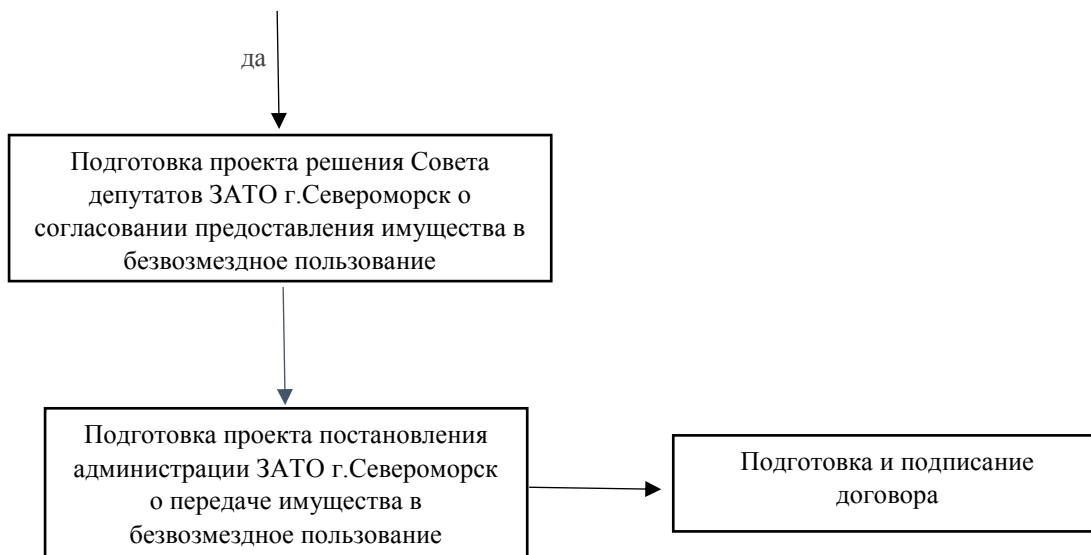 да
Подготовка проекта решения Совета
депутатов ЗАТО г.Североморск о
согласовании предоставления имущества в
безвозмездное пользование
Подготовка проекта постановления
администрации ЗАТО г.Североморск
о передаче имущества в
безвозмездное пользование
Подготовка и подписание
договора